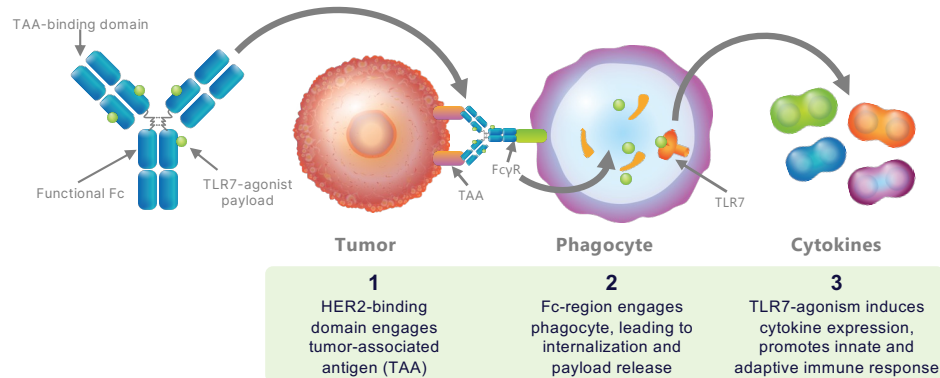 TAA-binding domain
Functional Fc
TLR7-agonist
payload
TAA
FcγR
TLR7
Tumor
Phagocyte
Cytokines
1
HER2-binding
domain engages
tumor-associated
antigen (TAA)
2
Fc-region engages
phagocyte, leading to
internalization and
payload release
3
TLR7-agonism induces
cytokine expression,
promotes innate and
adaptive immune response